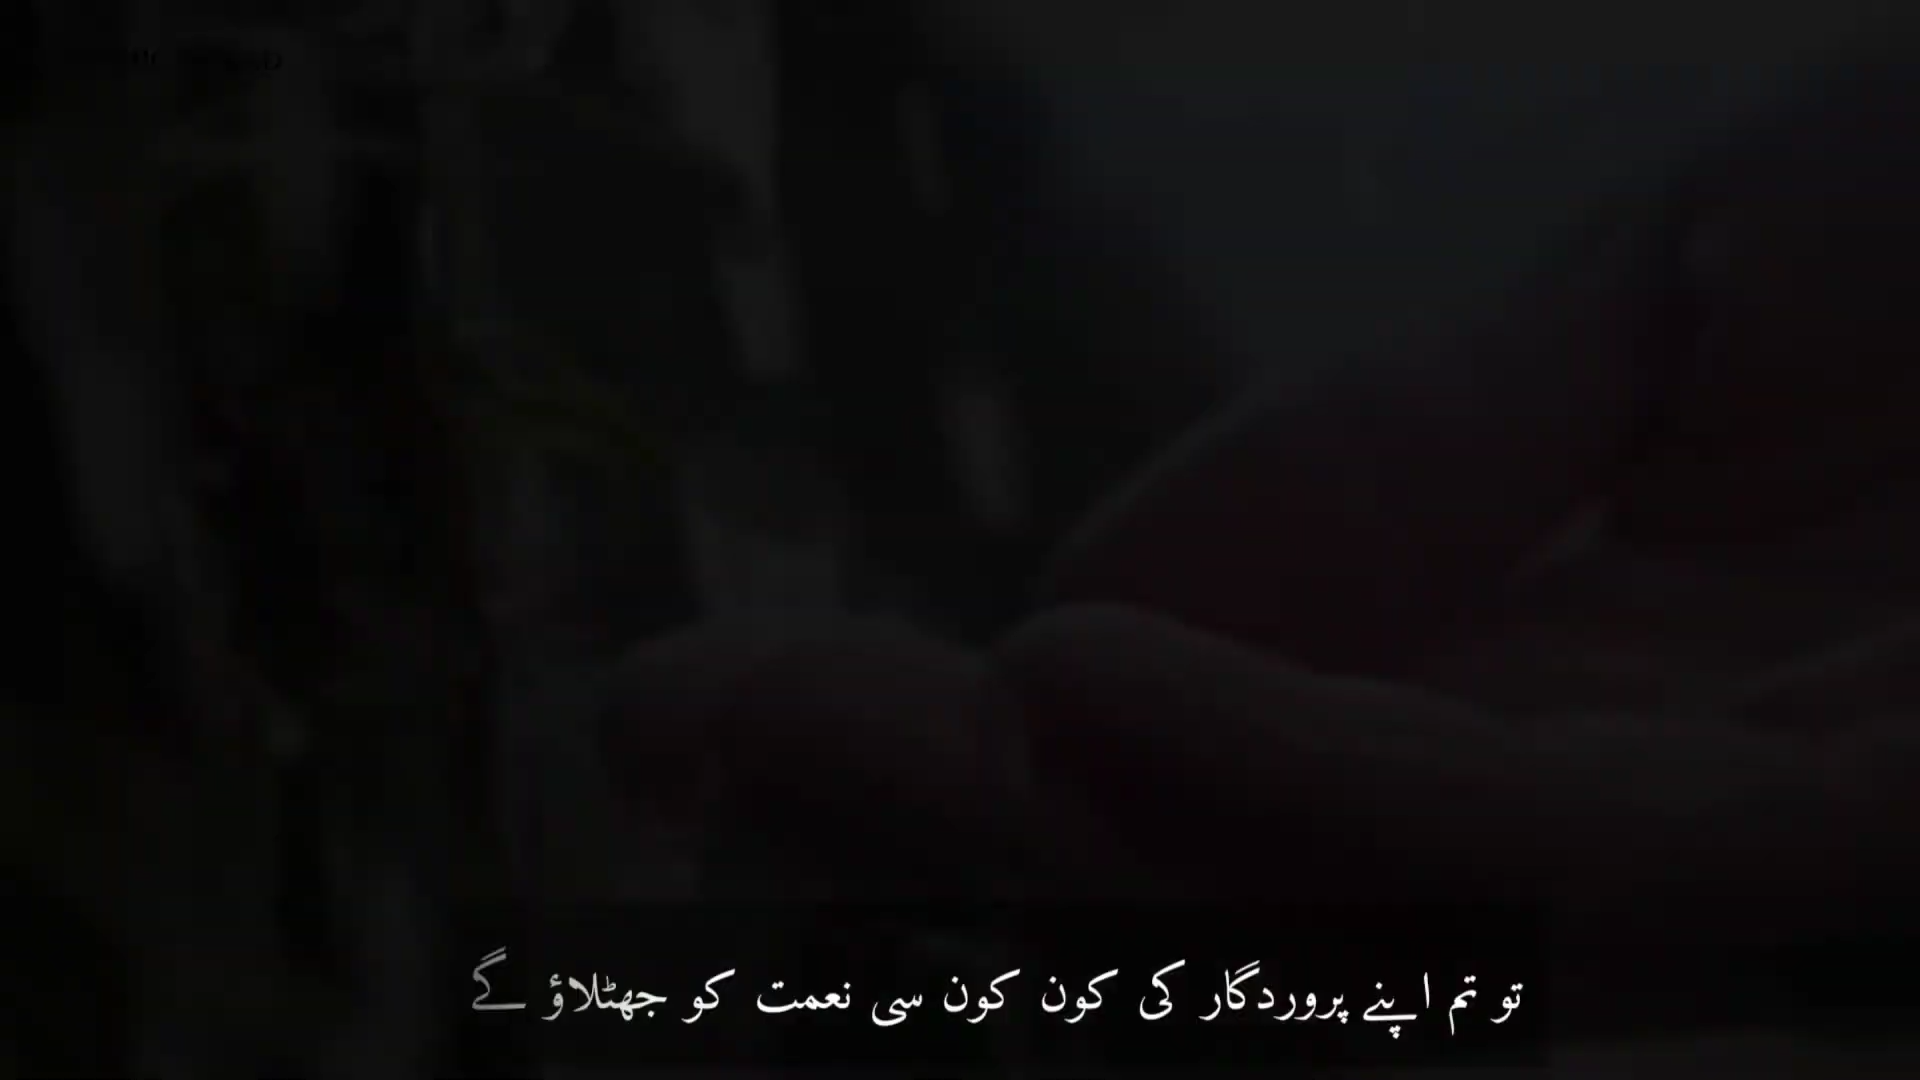 تو تم اپنے پروردگار کی کون کون سی نعمت کو جھٹلاؤ گے